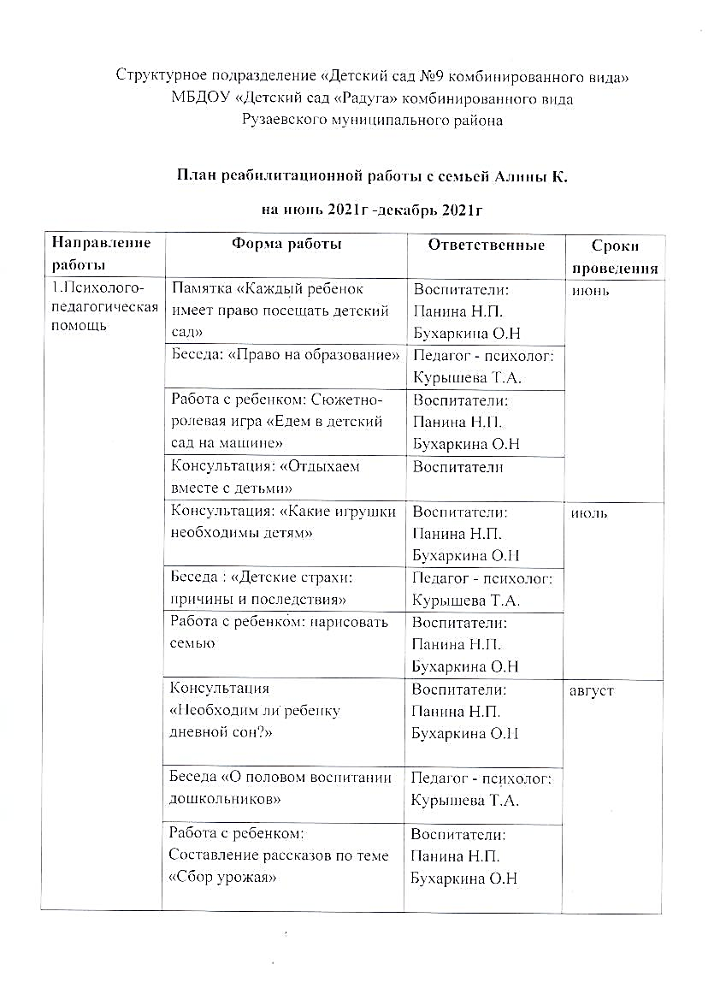 Структурное подразделение «Детский сад №9 комбинированного вида»
МБДОУ «Детский сад «Радуга» комбинированного вида
Рузаевского муниципального района
План реабилитационной работы с семьей Алины К.
на июнь 2021г -декабрь 2021г
Направление
работы
Форма работы
Ответственные
Сроки
проведения
1.Психолого-
педагогическая
помощь
Памятка «Каждый ребенок
имеет право посещать детский
сад»
Воспитатели:
Панина Н.П.
Бухаркина О.Н
июнь
Беседа: «Право на образование»
Педагог - психолог:
Курышева Т.А.
Работа с ребенком: Сюжетно-
ролевая игра «Едем в детский
сад на машине»
Воспитатели:
Панина Н.П.
Бухаркина О.Н
Консультация: «Отдыхаем
вместе с детьми»
Воспитатели
Консультация: «Какие игрушки
необходимы детям»
Воспитатели:
Панина Н.П.
Бухаркина О.Н
июль
Беседа : «Детские страхи:
причины и последствия»
Педагог - психолог:
Курышева Т.А.
Работа с ребенком: нарисовать
семью
Воспитатели:
Панина Н.П.
Бухаркина О.Н
Консультация
«Необходим ли ребенку
дневной сон?»
Воспитатели:
Панина Н.П.
Бухаркина О.Н
август
Беседа «О половом воспитании
дошкольников»
Педагог - психолог:
Курышева Т.А.
Работа с ребенком:
Составление рассказов по теме
«Сбор урожая»
Воспитатели:
Панина Н.П.
Бухаркина О.Н